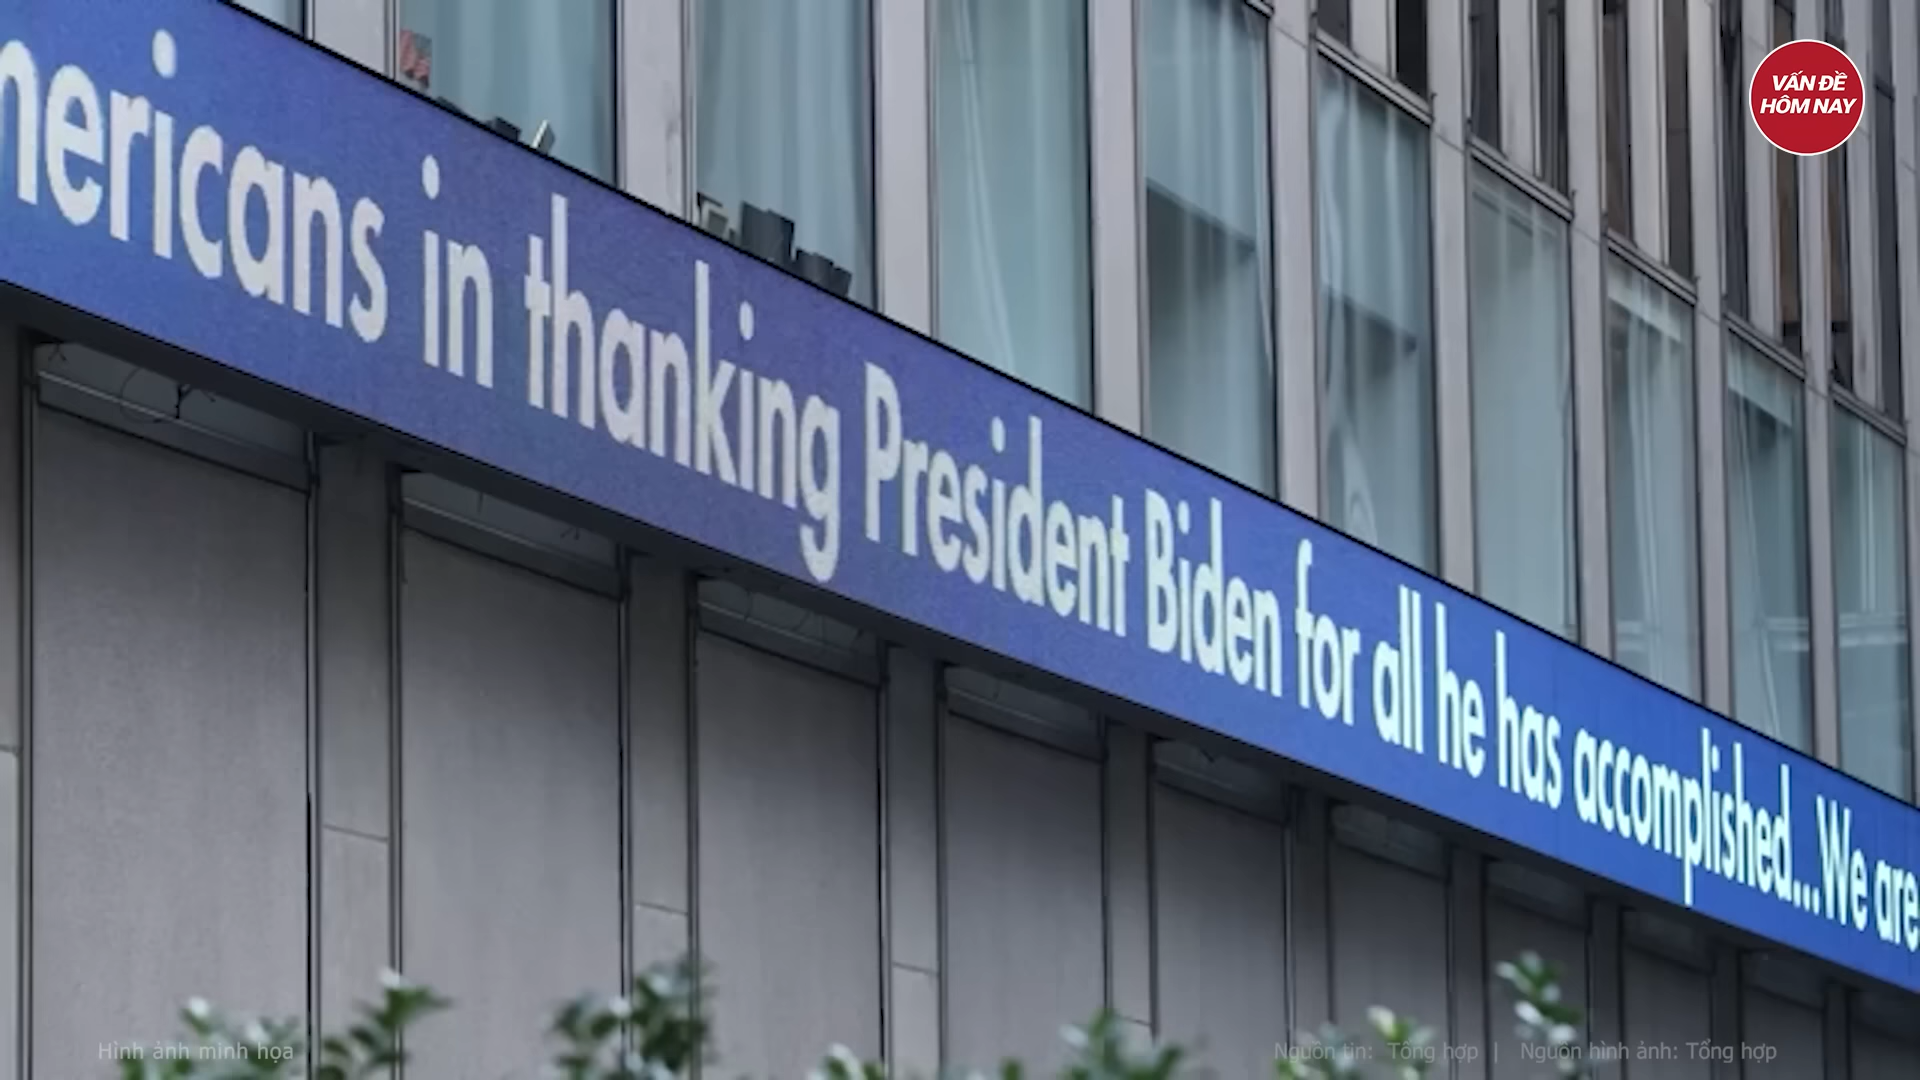 VẤN ĐỀ
HÔM NAY
mericans in thanking President Biden for all he has accomplished...We are
Hình ảnh minh họa
Nguồn tin: Tổng hợp | Nguồn hình ảnh: Tổng hợp